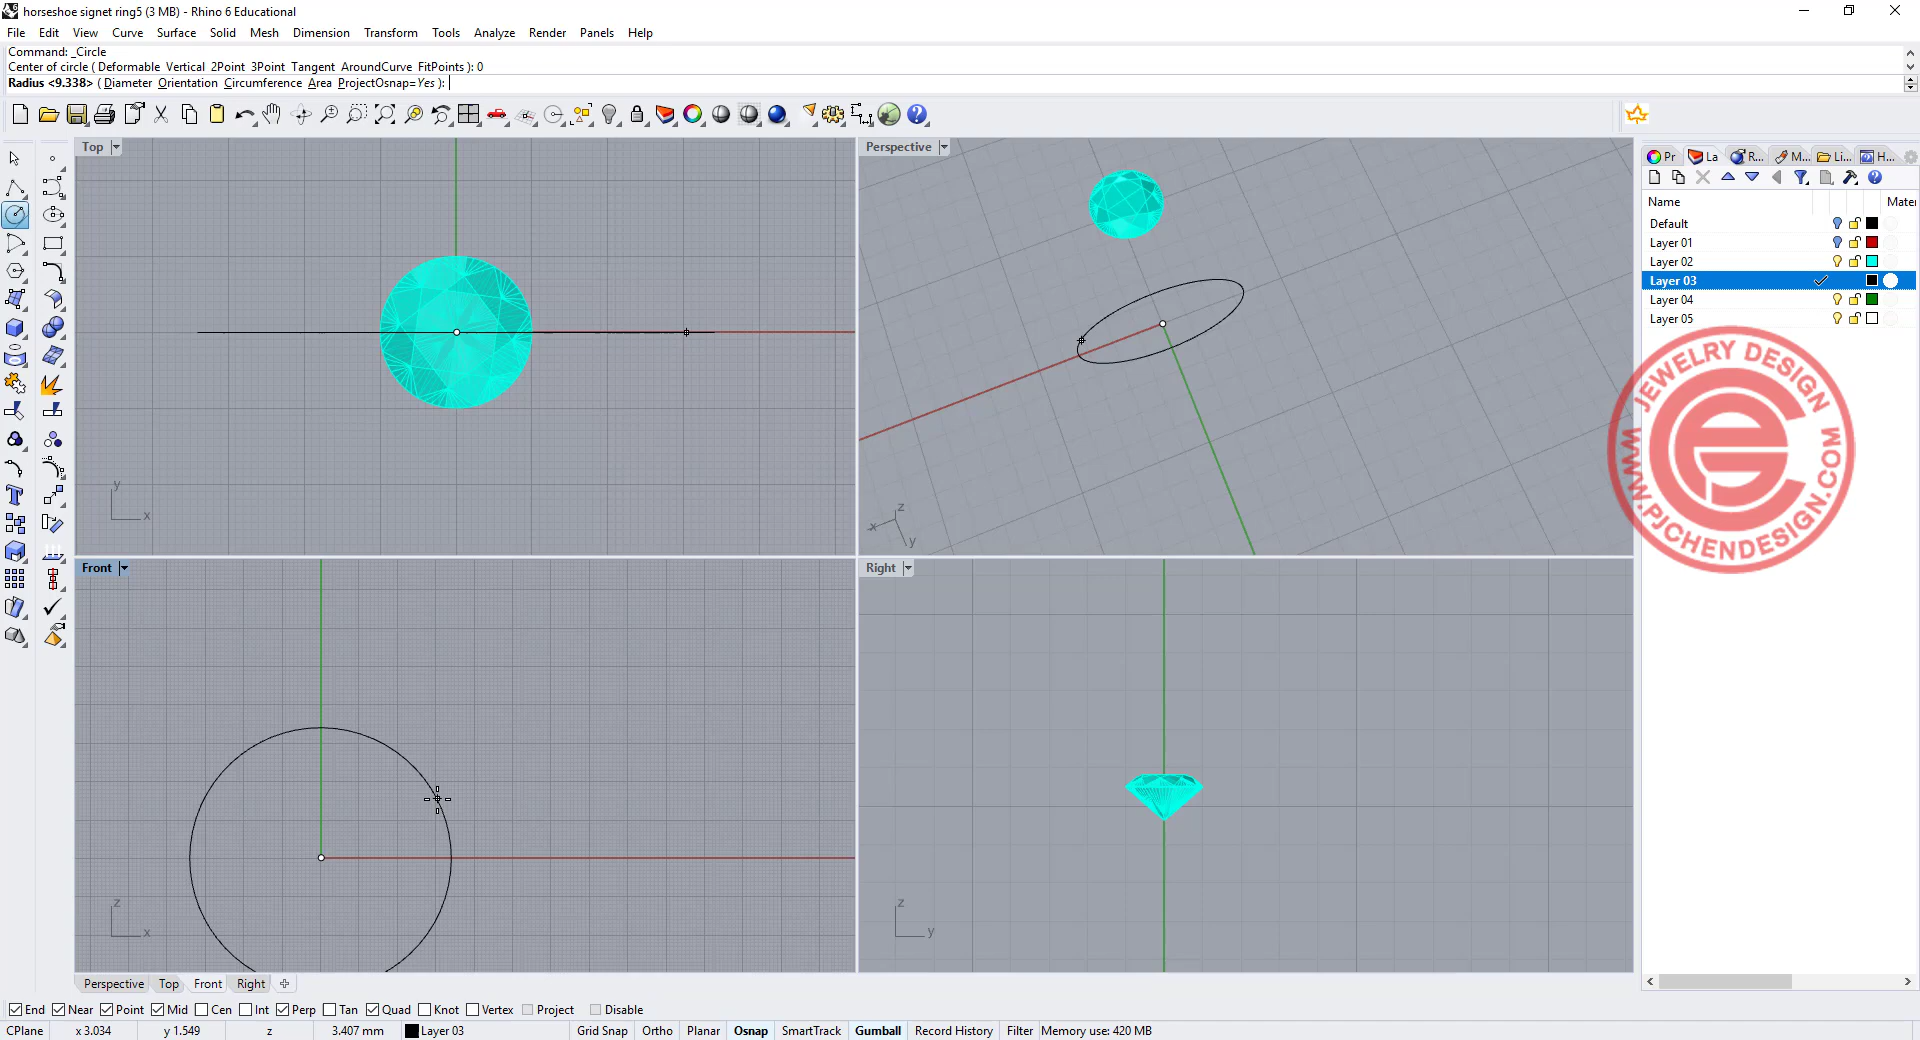 horseshoe signet ring5 (3 MB) - Rhino 6 Educational
File Edit View Curve Surface Solid Mesh Dimension Transform Tools Analyze Render Panels Help
Command: _Circle
Center of circle ( Deformable Vertical 2Point 3Point Tangent AroundCurve FitPoints ): 0
Radius <9.338> ( Diameter Orientation Circumference Area ProjectOsnap=Yes ):
Top
Perspective
Pr La R... M... Li... H...
Name Mater
Default
Layer 01
Layer 02
Layer 03
Layer 04
Layer 05
JEWELRY DESIGN
WWW.PJCHENDESIGN.COM
y
x
z
x
y
Front
Right
z
x
z
y
Perspective Top Front Right
End Near Point Mid Cen Int Perp Tan Quad Knot Vertex Project Disable
CPlane x 3.034 y 1.549 z 3.407 mm Layer 03 Grid Snap Ortho Planar Osnap SmartTrack Gumball Record History Filter Memory use: 420 MB